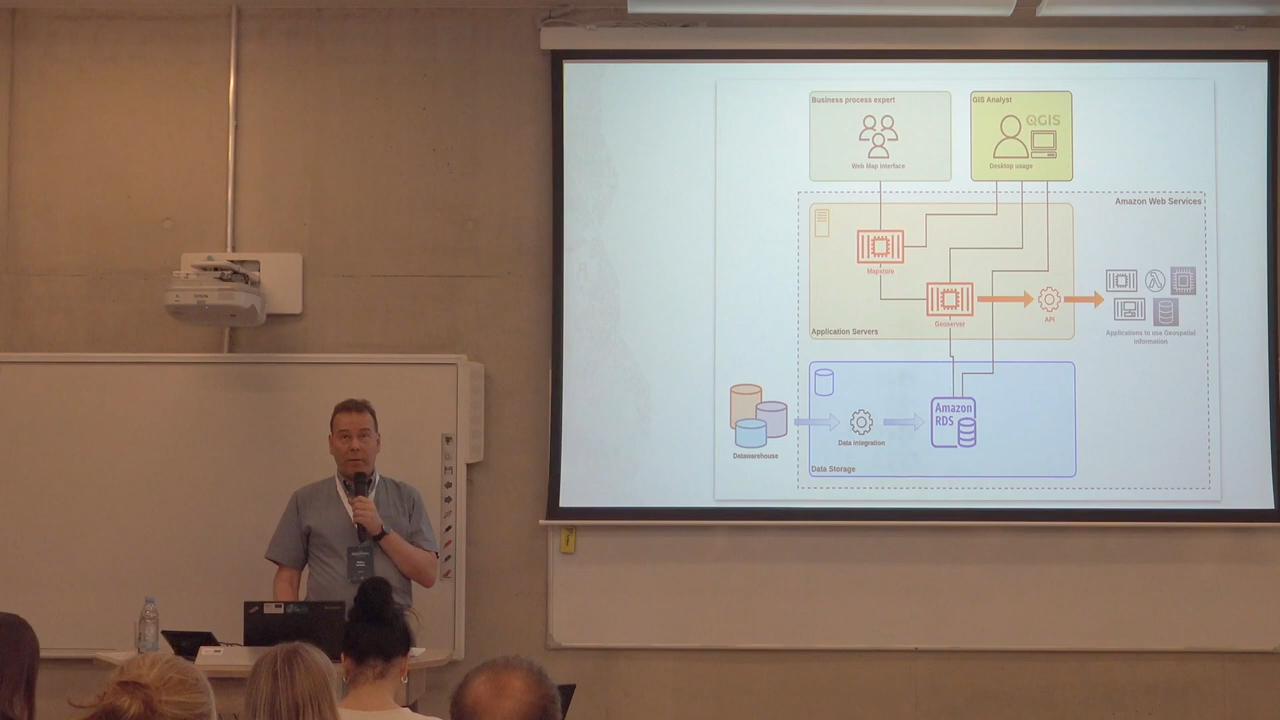 Business process expert
Web Map Interface
GIS Analyst
QGIS
Desktop usage
Amazon Web Services
Mapstore
Geoserver
API
Application Servers
Applications to use Geospatial
information
Datawarehouse
Data integration
Amazon
RDS
Data Storage